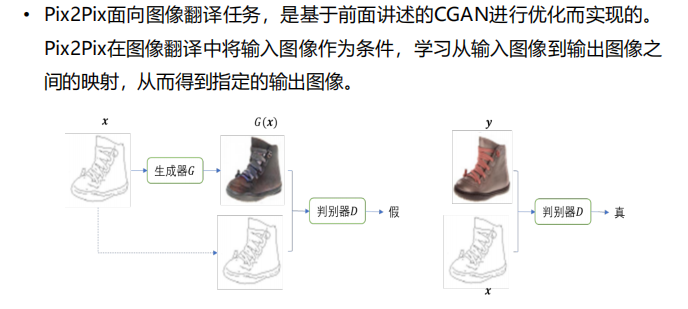 • Pix2Pix面向图像翻译任务，是基于前面讲述的CGAN进行优化而实现的。
Pix2Pix在图像翻译中将输入图像作为条件，学习从输入图像到输出图像之
间的映射，从而得到指定的输出图像。
x
G(x)
y
生成器G
判别器D
假
判别器D
真
x